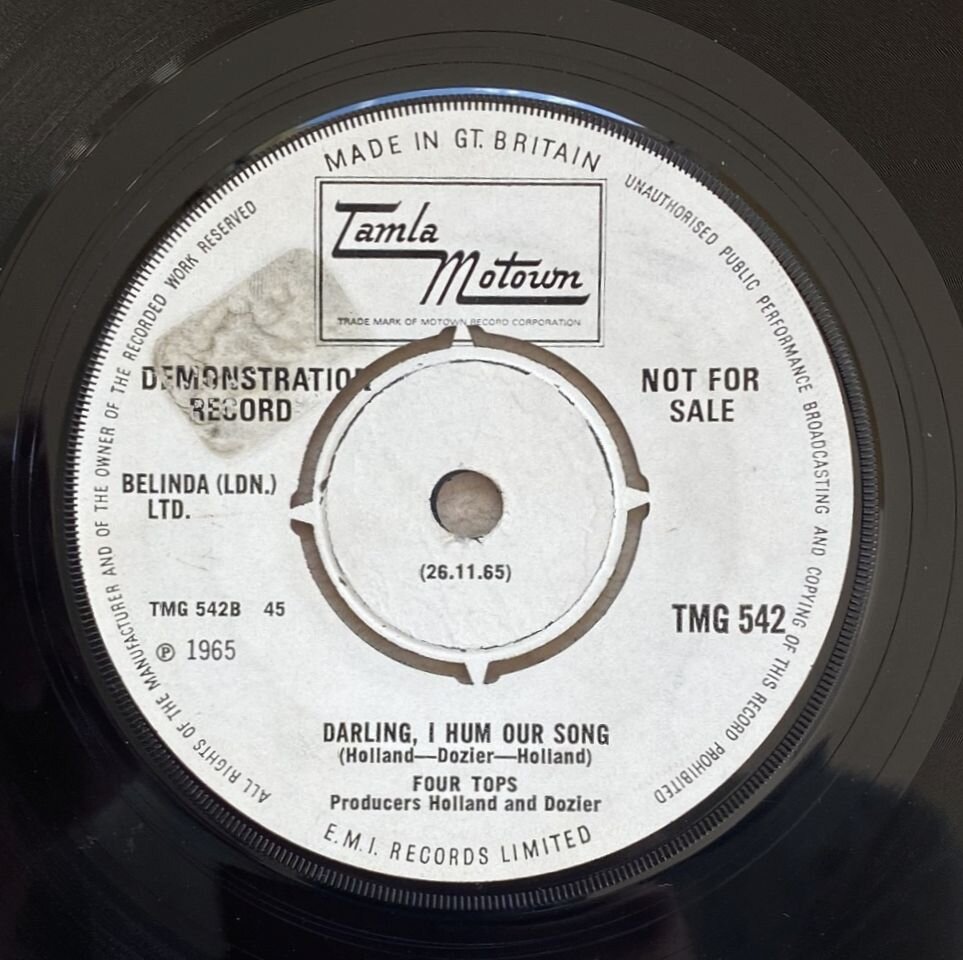 MADE IN GT. BRITAIN
UNAUTHORISED PUBLIC PERFORMANCE BROADCASTING AND COPYING OF THIS RECORD PROHIBITED
ALL RIGHTS OF THE MANUFACTURER AND OF THE OWNER OF THE RECORDED WORK RESERVED
Tamla
Motown
TRADE MARK OF MOTOWN RECORD CORPORATION
DEMONSTRATION
RECORD
NOT FOR
SALE
BELINDA (LDN.)
LTD.
(26.11.65)
TMG 542B 45
TMG 542
℗ 1965
DARLING, I HUM OUR SONG
(Holland—Dozier—Holland)
FOUR TOPS
Producers Holland and Dozier
E.M.I. RECORDS LIMITED